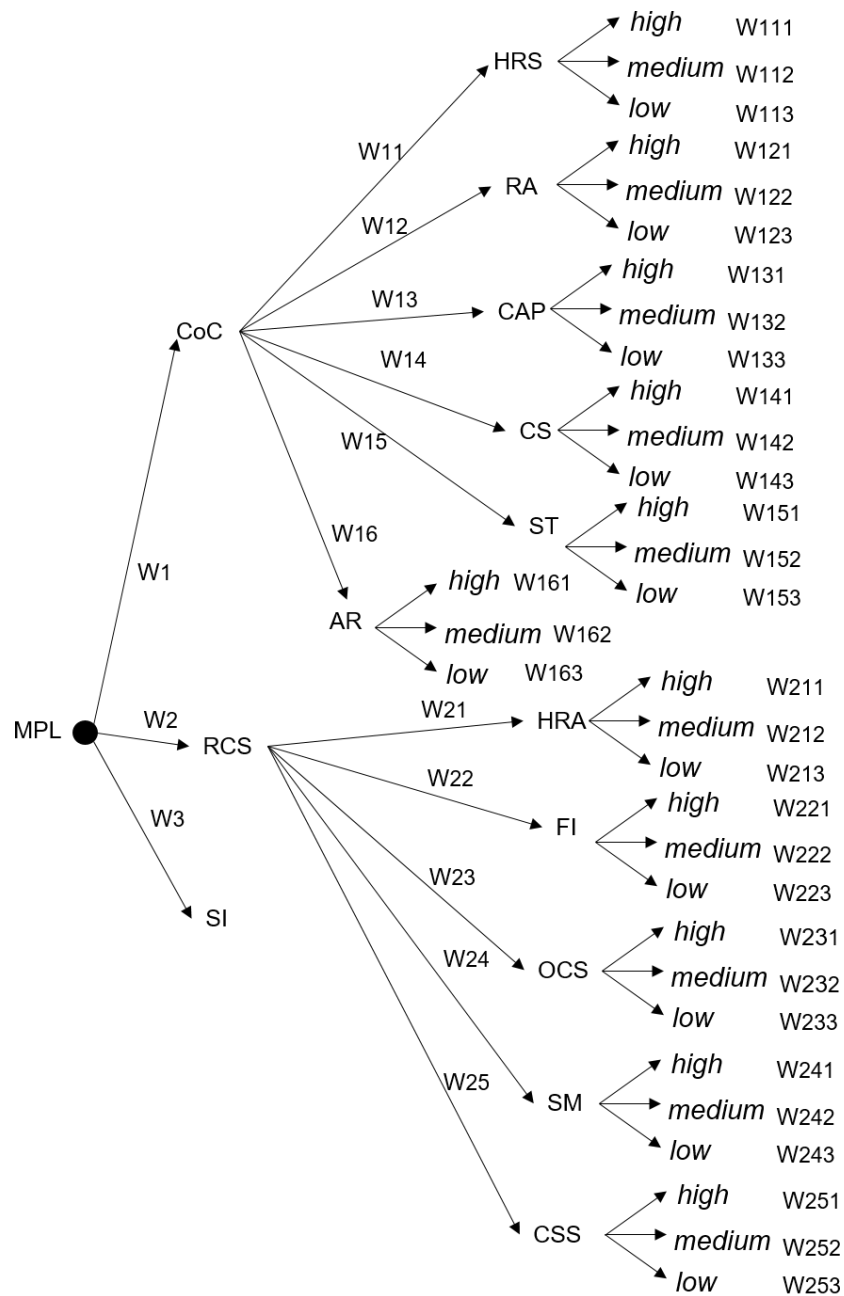 high W111
HRS medium W112
low W113
W11
high W121
RA medium W122
W12
low W123
high W131
W13
CAP medium W132
CoC
low W133
W14
high W141
CS medium W142
W15
low W143
high W151
ST
W16
medium W152
W1
high W161
low W153
AR
medium W162
low W163
high W211
W21
W2
HRA medium W212
MPL
RCS
low W213
W22
high W221
W3
FI
medium W222
W23
low W223
SI
high W231
W24
OCS medium W232
low W233
high W241
W25
SM medium W242
low W243
high W251
CSS medium W252
low W253